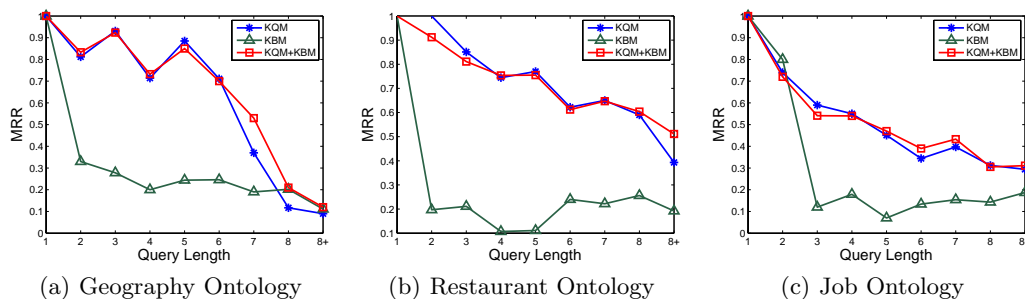 1
0.9
0.8
0.7
0.6
0.5
0.4
0.3
0.2
0.1
0
MRR
1 2 3 4 5 6 7 8 8+
Query Length
KQM
KBM
KQM+KBM
(a) Geography Ontology
1
0.9
0.8
0.7
0.6
0.5
0.4
0.3
0.2
0.1
MRR
1 2 3 4 5 6 7 8 8+
Query Length
KQM
KBM
KQM+KBM
(b) Restaurant Ontology
1
0.9
0.8
0.7
0.6
0.5
0.4
0.3
0.2
0.1
0
MRR
1 2 3 4 5 6 7 8 8
Query Length
KQM
KBM
KQM+KBM
(c) Job Ontology